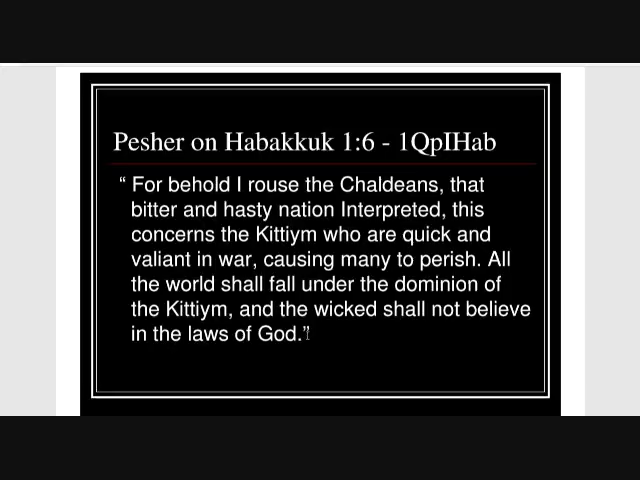 Pesher on Habakkuk 1:6 - 1QpIHab
“ For behold I rouse the Chaldeans, that
bitter and hasty nation Interpreted, this
concerns the Kittiym who are quick and
valiant in war, causing many to perish. All
the world shall fall under the dominion of
the Kittiym, and the wicked shall not believe
in the laws of God.”